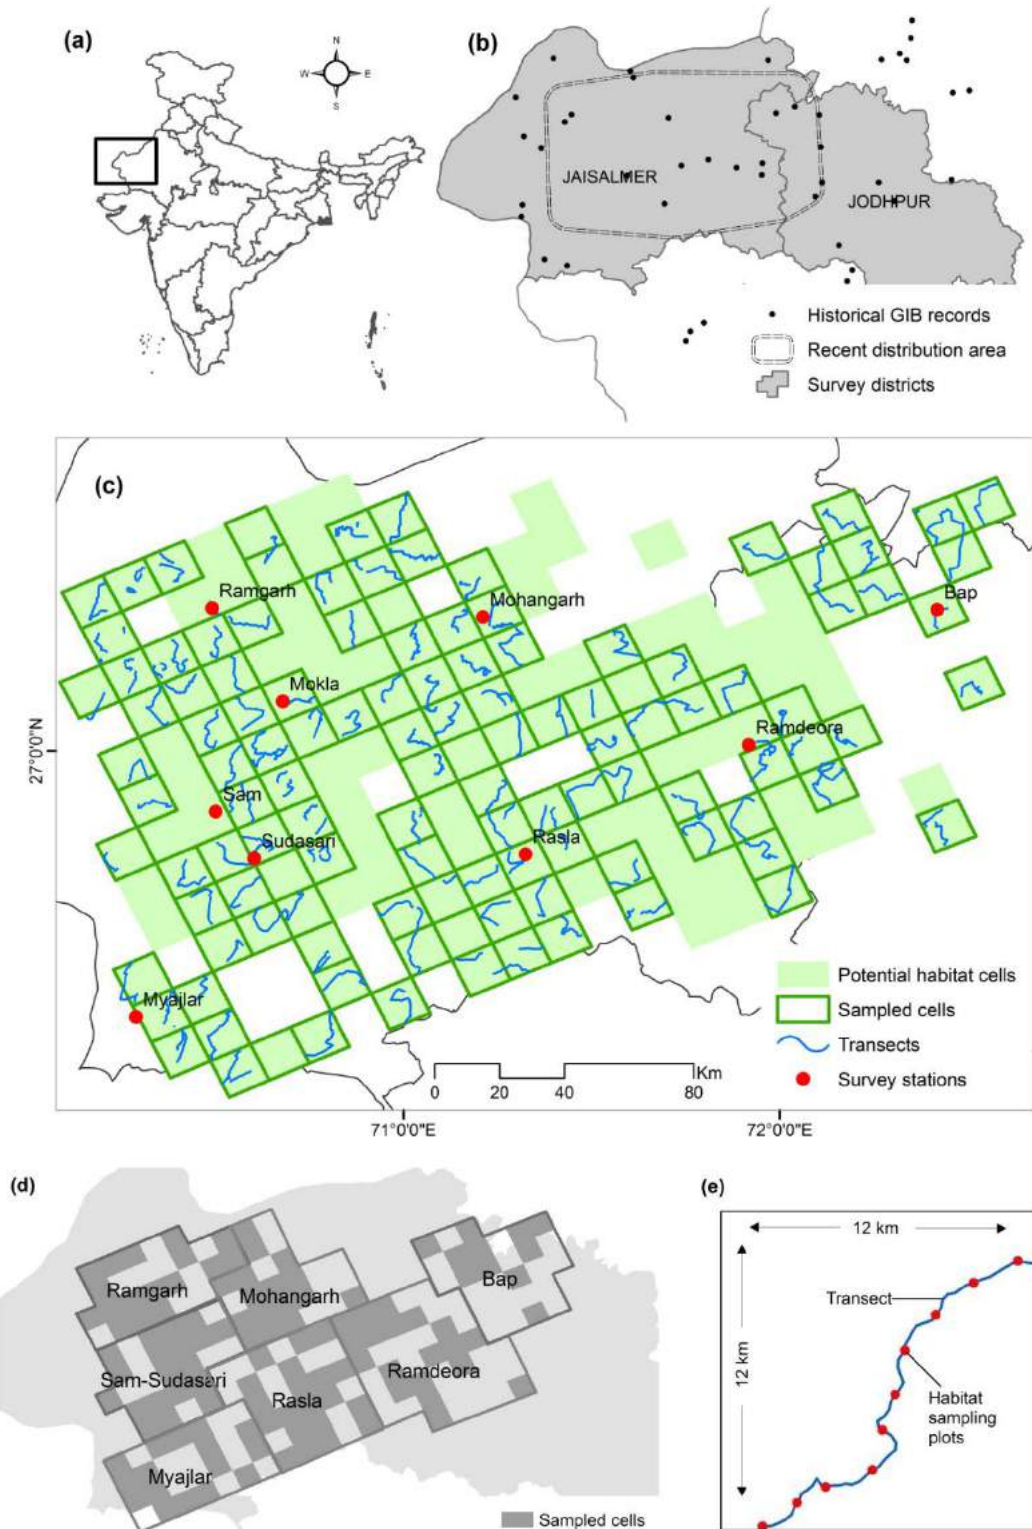 (a)
N
W
E
S
(b)
JAISALMER
JODHPUR
Historical GIB records
Recent distribution area
Survey districts
(c)
Ramgarh
Mohangarh
Bap
Mokla
Ramdeora
27°0'0"N
Sam
Sudasari
Rasla
Potential habitat cells
Myajlar
Sampled cells
Transects
Km
0 20 40 80
Survey stations
71°0'0"E
72°0'0"E
(d)
Ramgarh
Mohangarh
Bap
Sam-Sudasari
Rasla
Ramdeora
Myajlar
Sampled cells
(e)
12 km
12 km
Transect
Habitat
sampling
plots